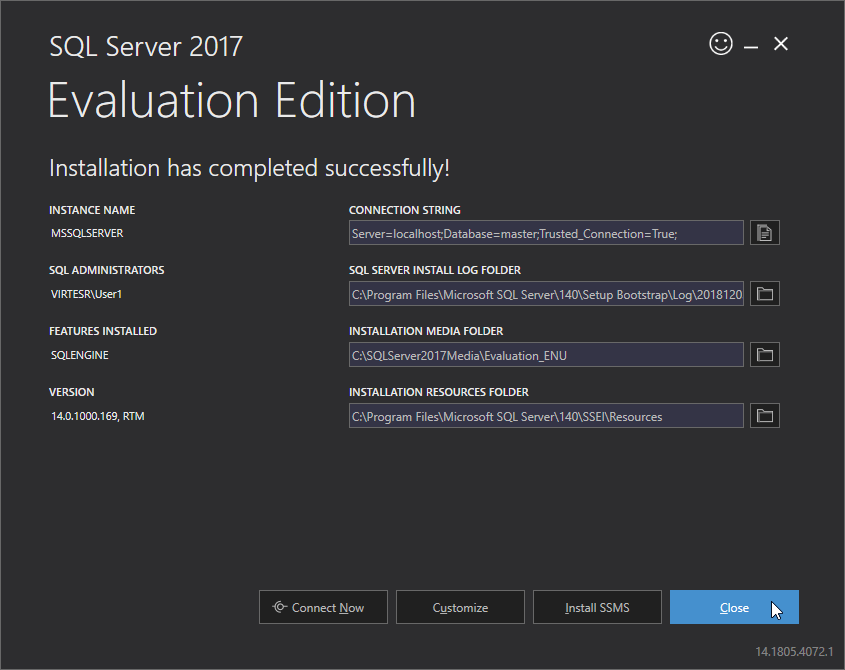 SQL Server 2017
Evaluation Edition
Installation has completed successfully!
INSTANCE NAME
MSSQLSERVER
CONNECTION STRING
Server=localhost;Database=master;Trusted_Connection=True;
SQL ADMINISTRATORS
VIRTESR\User1
SQL SERVER INSTALL LOG FOLDER
C:\Program Files\Microsoft SQL Server\140\Setup Bootstrap\Log\2018120
FEATURES INSTALLED
SQLENGINE
INSTALLATION MEDIA FOLDER
C:\SQLServer2017Media\Evaluation_ENU
VERSION
14.0.1000.169, RTM
INSTALLATION RESOURCES FOLDER
C:\Program Files\Microsoft SQL Server\140\SSEI\Resources
Connect Now
Customize
Install SSMS
Close
14.1805.4072.1